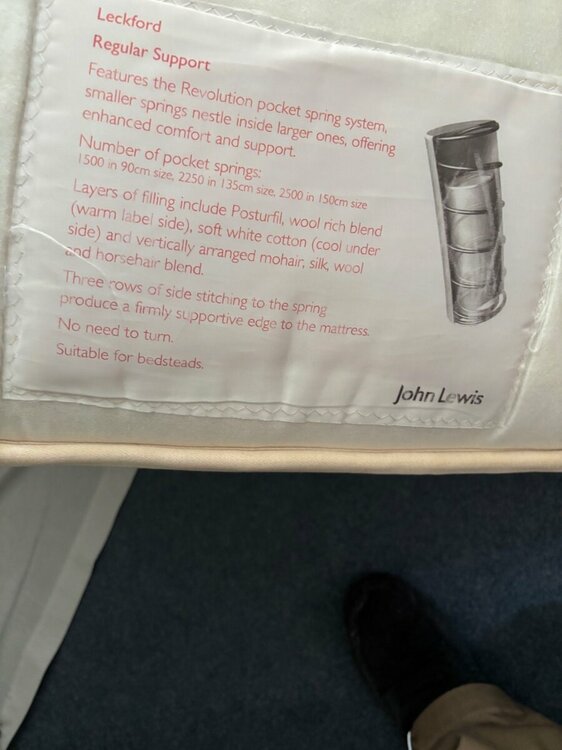 Leckford
Regular Support
Features the Revolution pocket spring system,
smaller springs nestle inside larger ones, offering
enhanced comfort and support.
Number of pocket springs:
1500 in 90cm size, 2250 in 135cm size, 2500 in 150cm size
Layers of filling include Posturfil, wool rich blend
(warm label side), soft white cotton (cool under
side) and vertically arranged mohair, silk, wool
and horsehair blend.
Three rows of side stitching to the spring
produce a firmly supportive edge to the mattress.
No need to turn.
Suitable for bedsteads.
John Lewis